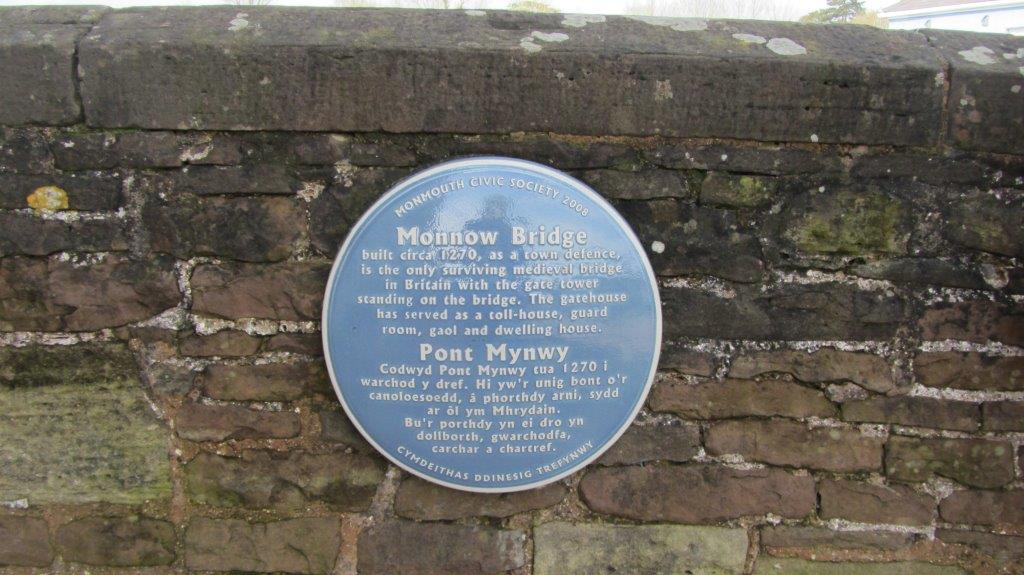 MONMOUTH CIVIC SOCIETY 2008
Monnow Bridge
built circa 1270, as a town defence,
is the only surviving medieval bridge
in Britain with the gate tower
standing on the bridge. The gatehouse
has served as a toll-house, guard
room, gaol and dwelling house.
Pont Mynwy
Codwyd Pont Mynwy tua 1270 i
warchod y dref. Hi yw'r unig bont o'r
canoloesoedd, â phorthdy arni, sydd
ar ôl ym Mhrydain.
Bu'r porthdy yn ei dro yn
dollborth, gwarchodfa,
carchar a chartref.
CYMDEITHAS DDINESIG TREFYNWY